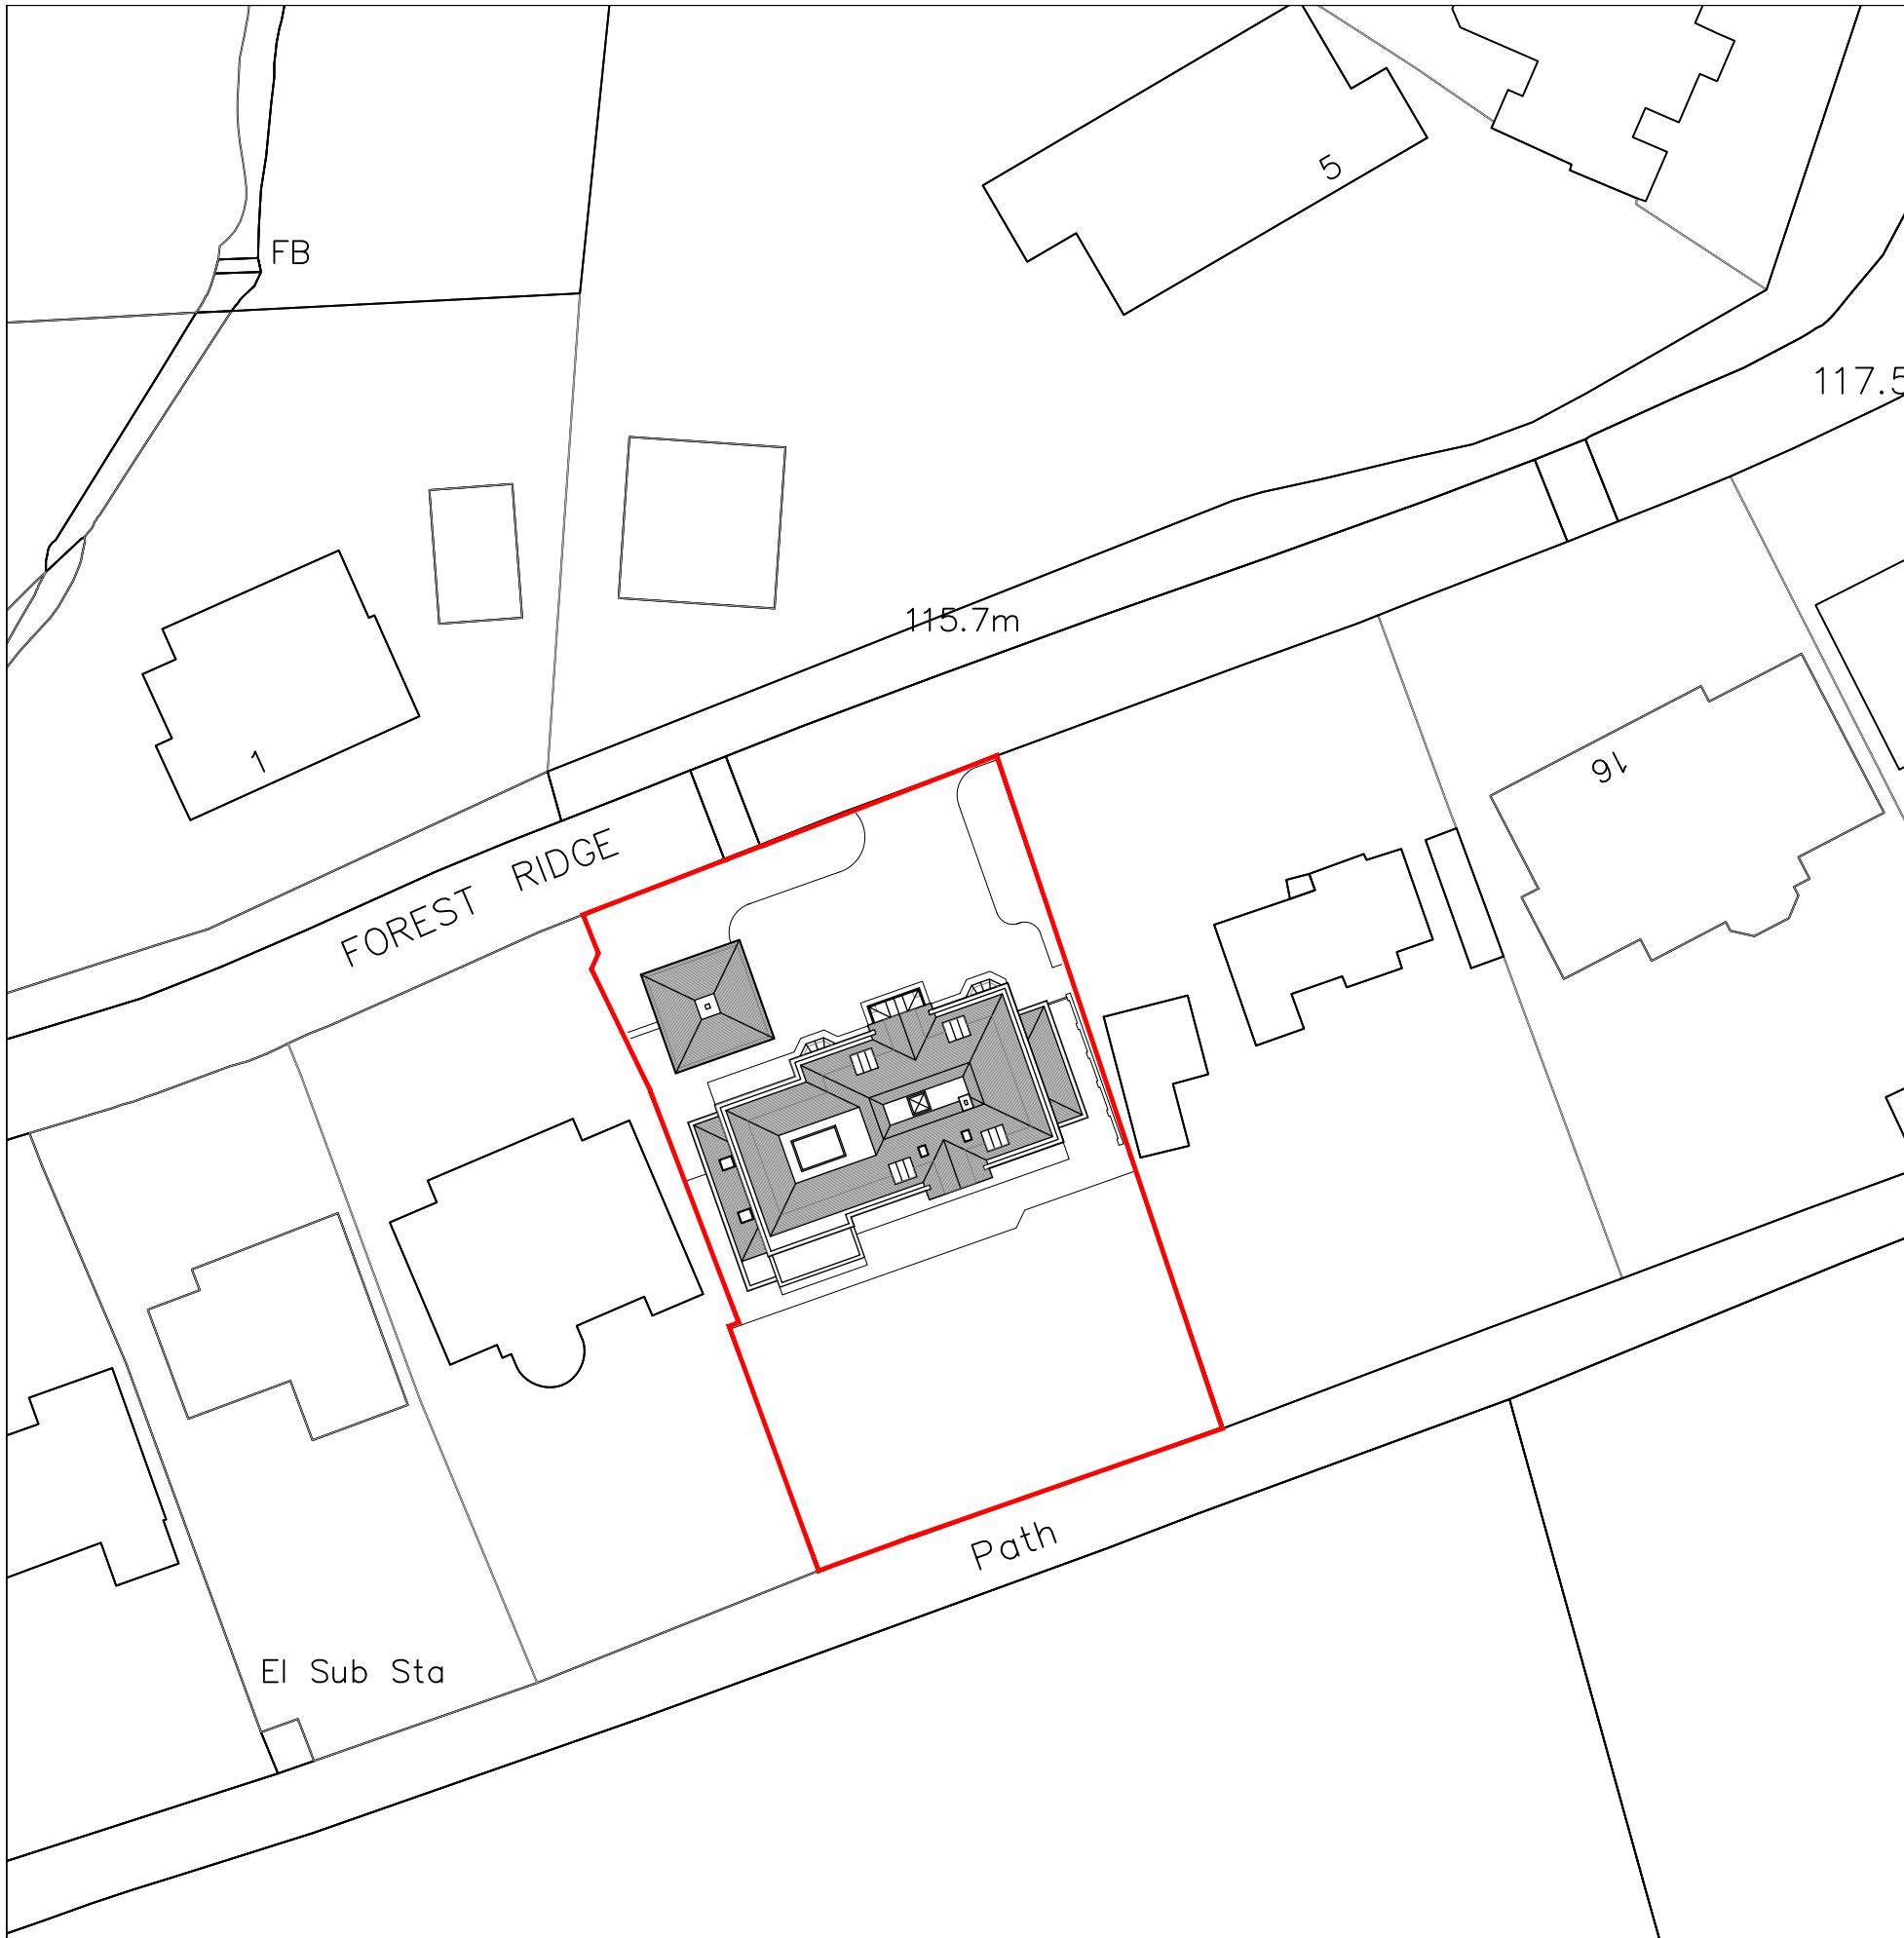 5
FB
117.5
115.7m
1
16
FOREST RIDGE
Path
El Sub Sta